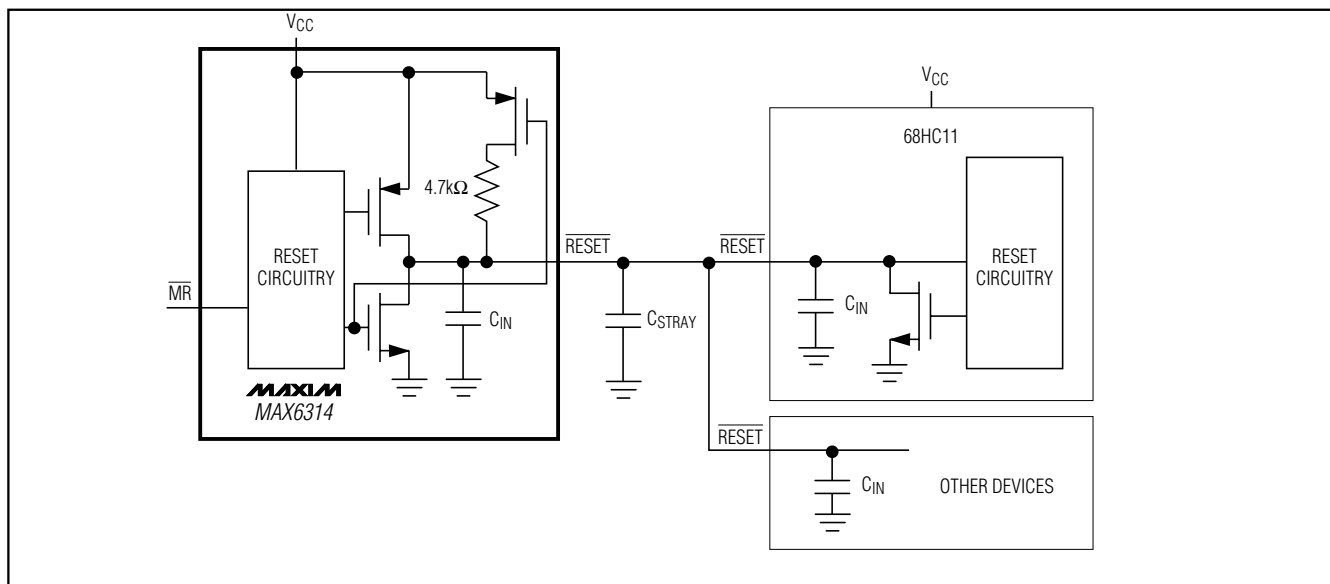 VCC
4.7kΩ
RESET
CIRCUITRY
MR
CIN
MAXIM
MAX6314
RESET
CSTRAY
RESET
VCC
68HC11
CIN
RESET
CIRCUITRY
RESET
CIN
OTHER DEVICES